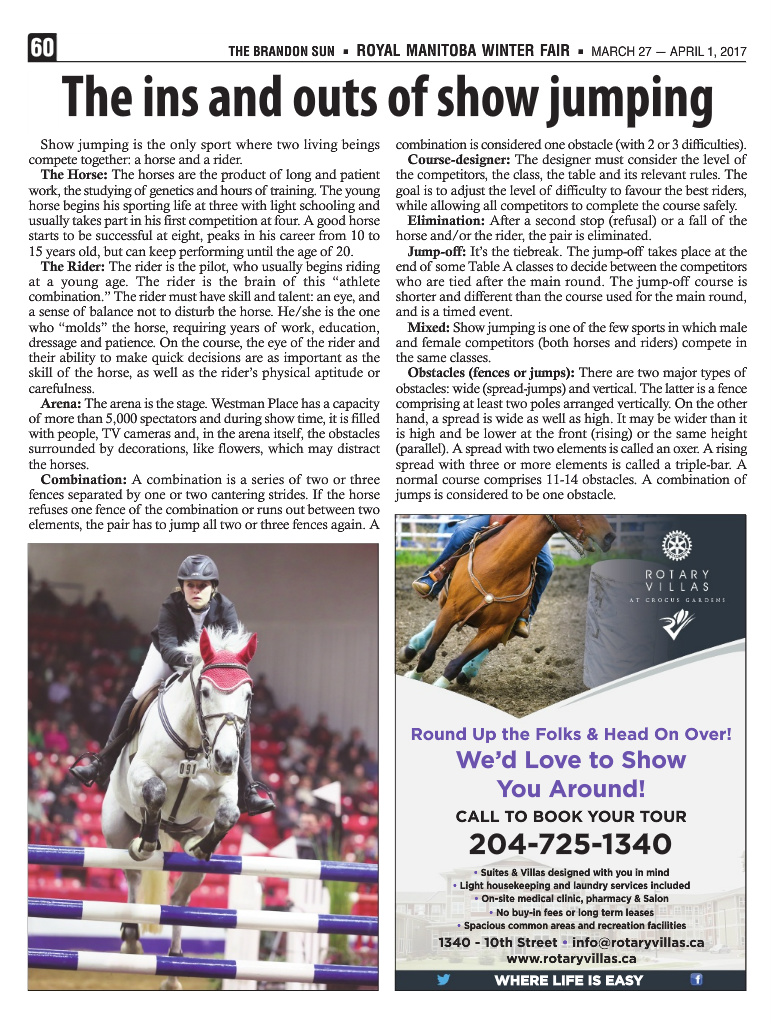 60
THE BRANDON SUN ▪ ROYAL MANITOBA WINTER FAIR ▪ MARCH 27 — APRIL 1, 2017
The ins and outs of show jumping
Show jumping is the only sport where two living beings
compete together: a horse and a rider.
The Horse: The horses are the product of long and patient
work, the studying of genetics and hours of training. The young
horse begins his sporting life at three with light schooling and
usually takes part in his first competition at four. A good horse
starts to be successful at eight, peaks in his career from 10 to
15 years old, but can keep performing until the age of 20.
The Rider: The rider is the pilot, who usually begins riding
at a young age. The rider is the brain of this “athlete
combination.” The rider must have skill and talent: an eye, and
a sense of balance not to disturb the horse. He/she is the one
who “molds” the horse, requiring years of work, education,
dressage and patience. On the course, the eye of the rider and
their ability to make quick decisions are as important as the
skill of the horse, as well as the rider’s physical aptitude or
carefulness.
Arena: The arena is the stage. Westman Place has a capacity
of more than 5,000 spectators and during show time, it is filled
with people, TV cameras and, in the arena itself, the obstacles
surrounded by decorations, like flowers, which may distract
the horses.
Combination: A combination is a series of two or three
fences separated by one or two cantering strides. If the horse
refuses one fence of the combination or runs out between two
elements, the pair has to jump all two or three fences again. A
combination is considered one obstacle (with 2 or 3 difficulties).
Course-designer: The designer must consider the level of
the competitors, the class, the table and its relevant rules. The
goal is to adjust the level of difficulty to favour the best riders,
while allowing all competitors to complete the course safely.
Elimination: After a second stop (refusal) or a fall of the
horse and/or the rider, the pair is eliminated.
Jump-off: It’s the tiebreak. The jump-off takes place at the
end of some Table A classes to decide between the competitors
who are tied after the main round. The jump-off course is
shorter and different than the course used for the main round,
and is a timed event.
Mixed: Show jumping is one of the few sports in which male
and female competitors (both horses and riders) compete in
the same classes.
Obstacles (fences or jumps): There are two major types of
obstacles: wide (spread-jumps) and vertical. The latter is a fence
comprising at least two poles arranged vertically. On the other
hand, a spread is wide as well as high. It may be wider than it
is high and be lower at the front (rising) or the same height
(parallel). A spread with two elements is called an oxer. A rising
spread with three or more elements is called a triple-bar. A
normal course comprises 11-14 obstacles. A combination of
jumps is considered to be one obstacle.
160
ROTARY
VILLAS
AT CROCUS GARDENS
Round Up the Folks & Head On Over!
We’d Love to Show
You Around!
CALL TO BOOK YOUR TOUR
204-725-1340
• Suites & Villas designed with you in mind
• Light housekeeping and laundry services included
• On-site medical clinic, pharmacy & Salon
• No buy-in fees or long term leases
• Spacious common areas and recreation facilities
1340 - 10th Street • info@rotaryvillas.ca
www.rotaryvillas.ca
WHERE LIFE IS EASY